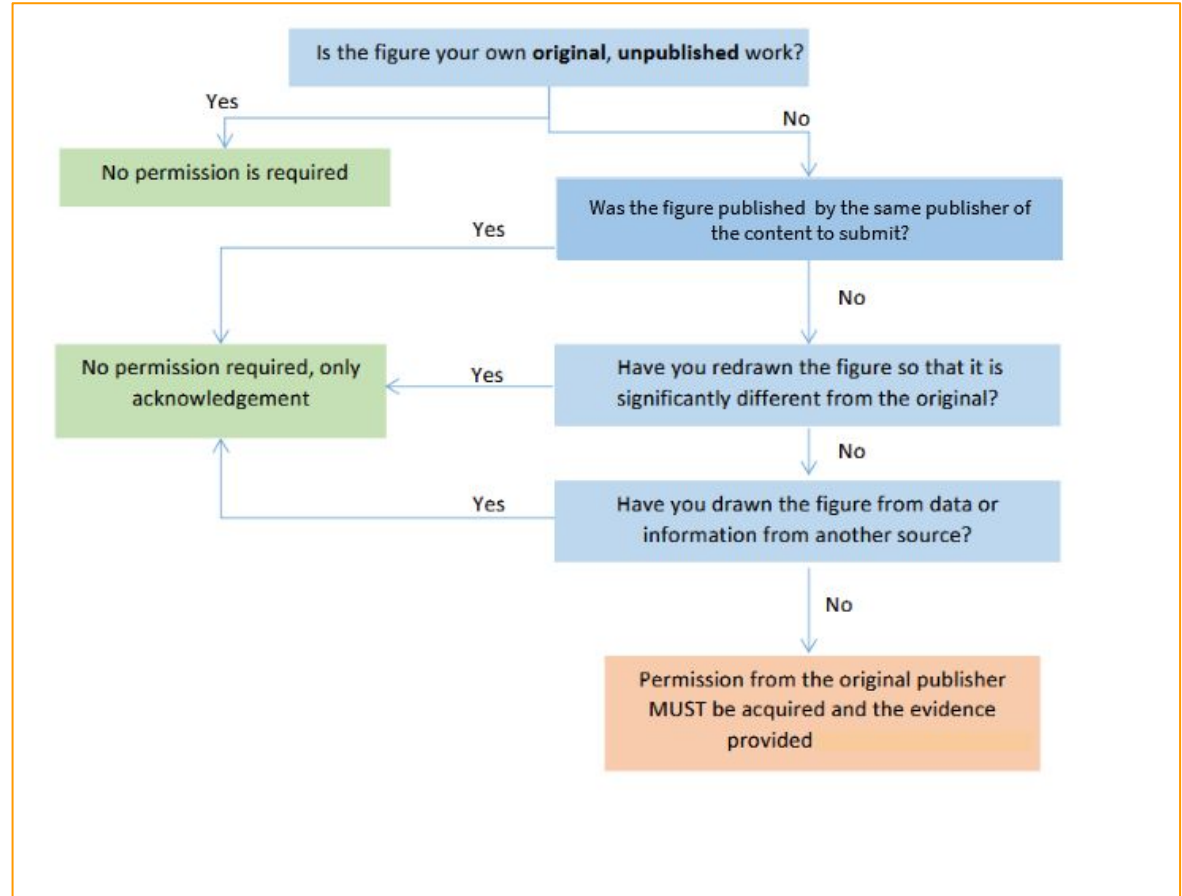 Is the figure your own original, unpublished work?
Yes
No
No permission is required
Was the figure published by the same publisher of
the content to submit?
Yes
No
No permission required, only
acknowledgement
Yes
Have you redrawn the figure so that it is
significantly different from the original?
No
Yes
Have you drawn the figure from data or
information from another source?
No
Permission from the original publisher
MUST be acquired and the evidence
provided